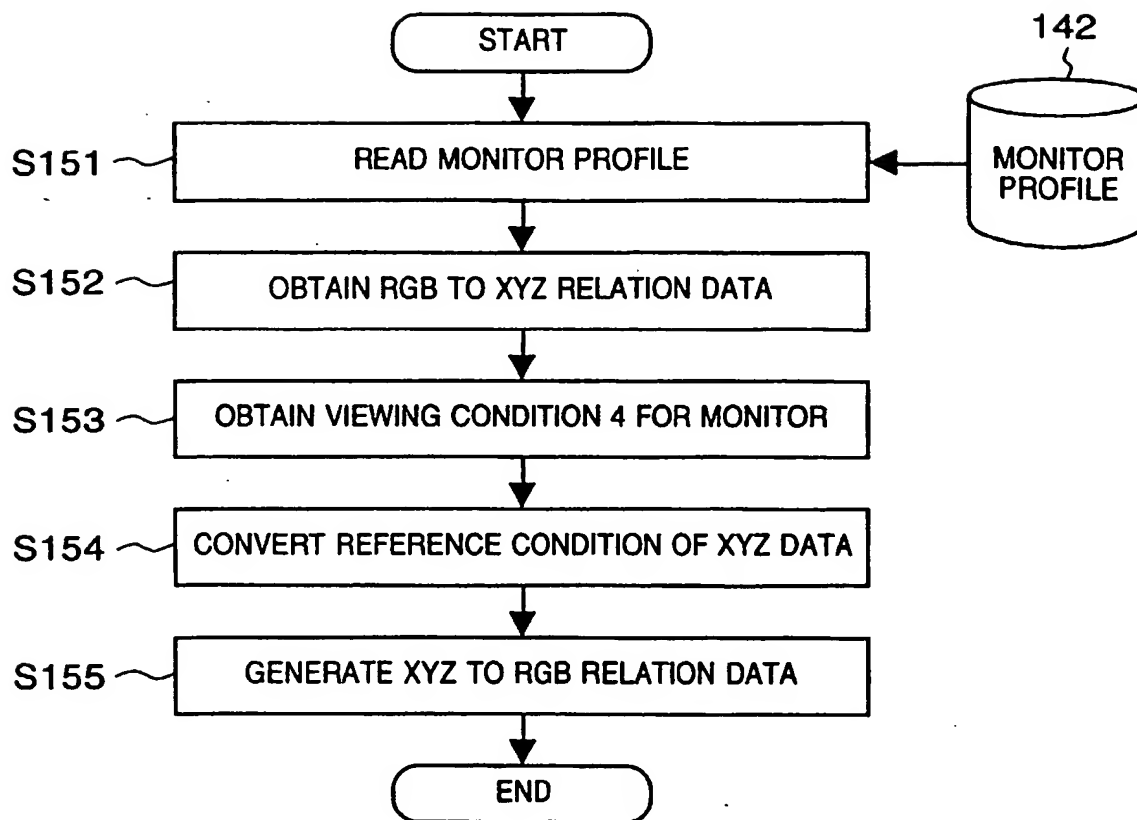 START
142
S151
READ MONITOR PROFILE
MONITOR
PROFILE
S152
OBTAIN RGB TO XYZ RELATION DATA
S153
OBTAIN VIEWING CONDITION 4 FOR MONITOR
S154
CONVERT REFERENCE CONDITION OF XYZ DATA
S155
GENERATE XYZ TO RGB RELATION DATA
END